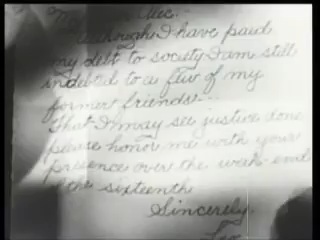 Although I have paid
my debt to society I am still
indebted to a few of my
former friends...
That I may see justice done
please honor me with your
presence over the week-end
of the sixteenth
Sincerely,